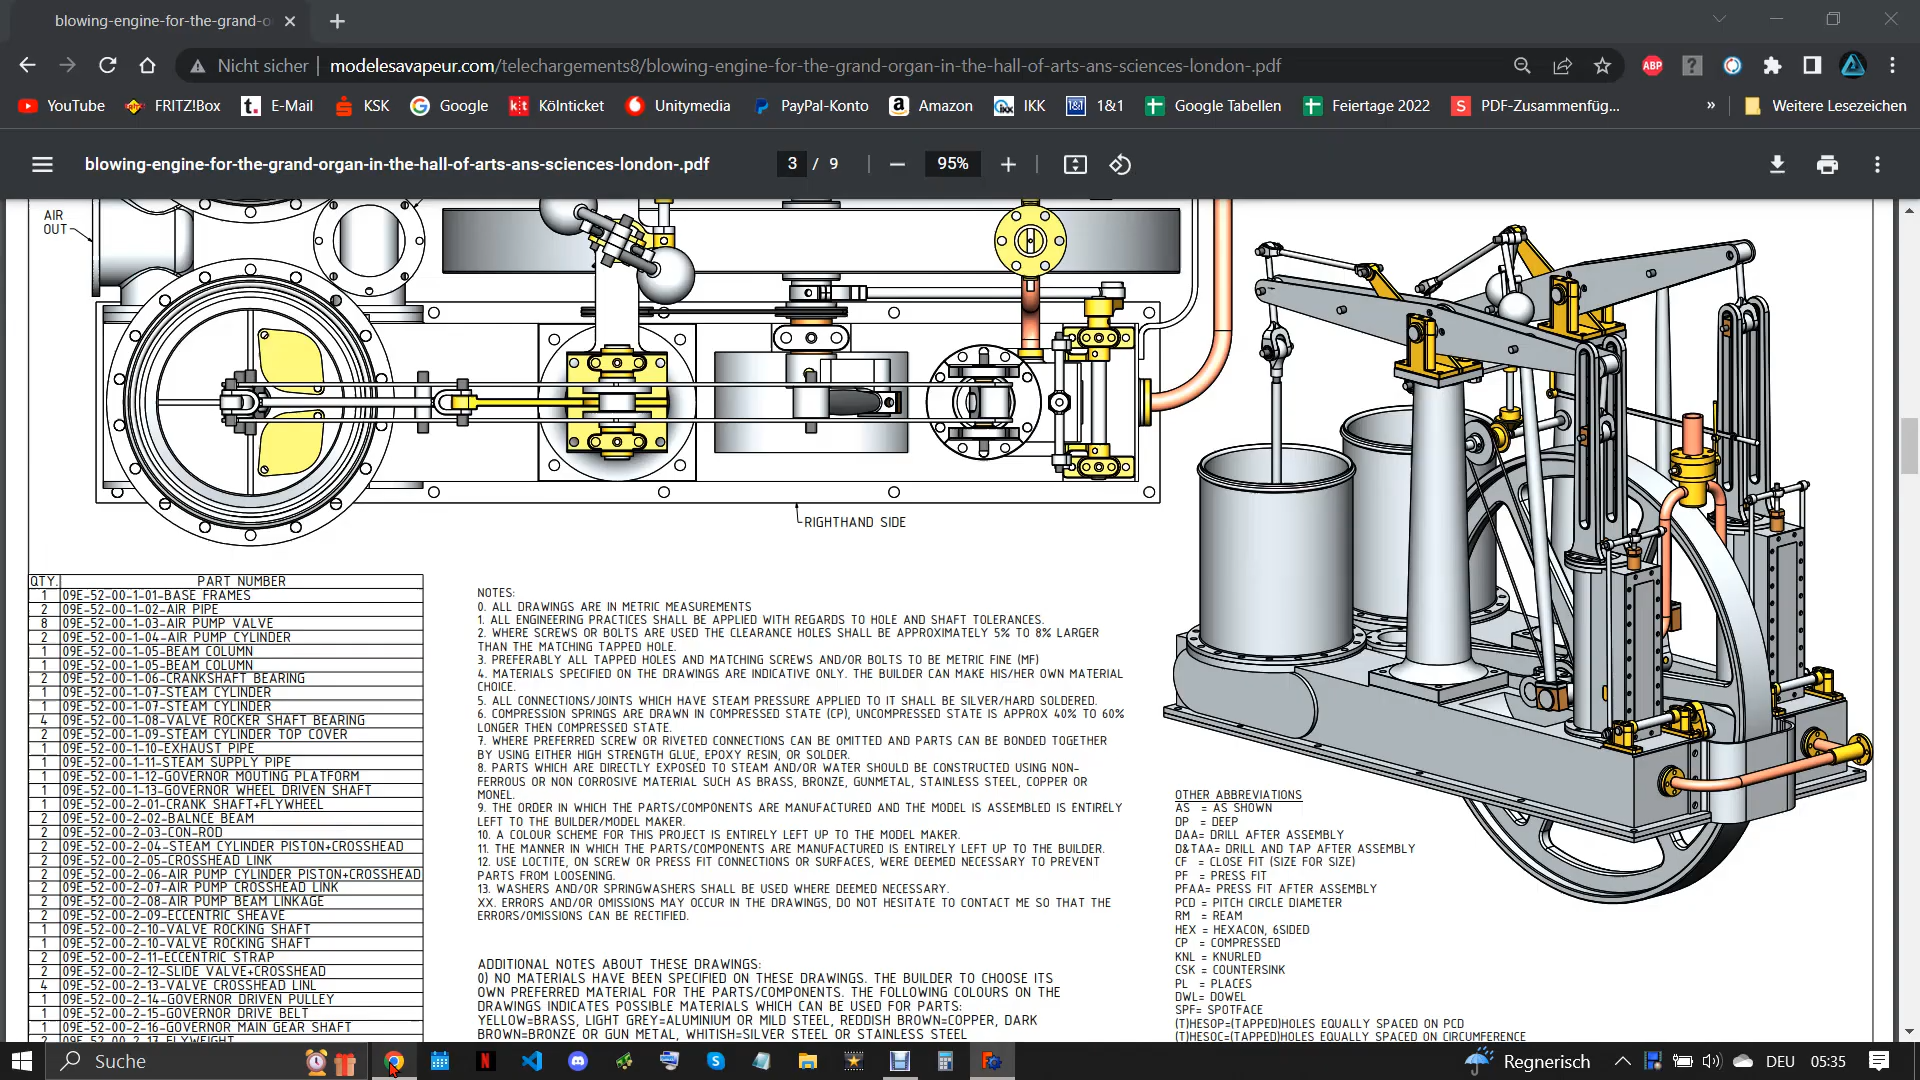 blowing-engine-for-the-grand-o
Nicht sicher | modelesavapeur.com/telechargements8/blowing-engine-for-the-grand-organ-in-the-hall-of-arts-ans-sciences-london-.pdf
ABP
YouTube FRITZ!Box E-Mail KSK Google Kölnticket Unitymedia PayPal-Konto Amazon IKK 1&1 Google Tabellen Feiertage 2022 PDF-Zusammenfüg... » Weitere Lesezeichen
blowing-engine-for-the-grand-organ-in-the-hall-of-arts-ans-sciences-london-.pdf 3 / 9 95%
AIR
OUT
RIGHTHAND SIDE
QTY. PART NUMBER
1 09E-52-00-1-01-BASE FRAMES
2 09E-52-00-1-02-AIR PIPE
8 09E-52-00-1-03-AIR PUMP VALVE
2 09E-52-00-1-04-AIR PUMP CYLINDER
1 09E-52-00-1-05-BEAM COLUMN
1 09E-52-00-1-05-BEAM COLUMN
2 09E-52-00-1-06-CRANKSHAFT BEARING
1 09E-52-00-1-07-STEAM CYLINDER
1 09E-52-00-1-07-STEAM CYLINDER
4 09E-52-00-1-08-VALVE ROCKER SHAFT BEARING
2 09E-52-00-1-09-STEAM CYLINDER TOP COVER
1 09E-52-00-1-10-EXHAUST PIPE
1 09E-52-00-1-11-STEAM SUPPLY PIPE
1 09E-52-00-1-12-GOVERNOR MOUTING PLATFORM
1 09E-52-00-1-13-GOVERNOR WHEEL DRIVEN SHAFT
1 09E-52-00-2-01-CRANK SHAFT+FLYWHEEL
2 09E-52-00-2-02-BALNCE BEAM
2 09E-52-00-2-03-CON-ROD
2 09E-52-00-2-04-STEAM CYLINDER PISTON+CROSSHEAD
2 09E-52-00-2-05-CROSSHEAD LINK
2 09E-52-00-2-06-AIR PUMP CYLINDER PISTON+CROSSHEAD
2 09E-52-00-2-07-AIR PUMP CROSSHEAD LINK
2 09E-52-00-2-08-AIR PUMP BEAM LINKAGE
2 09E-52-00-2-09-ECCENTRIC SHEAVE
1 09E-52-00-2-10-VALVE ROCKING SHAFT
1 09E-52-00-2-10-VALVE ROCKING SHAFT
2 09E-52-00-2-11-ECCENTRIC STRAP
2 09E-52-00-2-12-SLIDE VALVE+CROSSHEAD
4 09E-52-00-2-13-VALVE CROSSHEAD LINL
1 09E-52-00-2-14-GOVERNOR DRIVEN PULLEY
1 09E-52-00-2-15-GOVERNOR DRIVE BELT
1 09E-52-00-2-16-GOVERNOR MAIN GEAR SHAFT
NOTES:
0. ALL DRAWINGS ARE IN METRIC MEASUREMENTS
1. ALL ENGINEERING PRACTICES SHALL BE APPLIED WITH REGARDS TO HOLE AND SHAFT TOLERANCES.
2. WHERE SCREWS OR BOLTS ARE USED THE CLEARANCE HOLES SHALL BE APPROXIMATELY 5% TO 8% LARGER
THAN THE MATCHING TAPPED HOLE.
3. PREFERABLY ALL TAPPED HOLES AND MATCHING SCREWS AND/OR BOLTS TO BE METRIC FINE (MF)
4. MATERIALS SPECIFIED ON THE DRAWINGS ARE INDICATIVE ONLY. THE BUILDER CAN MAKE HIS/HER OWN MATERIAL
CHOICE.
5. ALL CONNECTIONS/JOINTS WHICH HAVE STEAM PRESSURE APPLIED TO IT SHALL BE SILVER/HARD SOLDERED.
6. COMPRESSION SPRINGS ARE DRAWN IN COMPRESSED STATE (CP), UNCOMPRESSED STATE IS APPROX 40% TO 60%
LONGER THEN COMPRESSED STATE.
7. WHERE PREFERRED SCREW OR RIVETED CONNECTIONS CAN BE OMITTED AND PARTS CAN BE BONDED TOGETHER
BY USING EITHER HIGH STRENGTH GLUE, EPOXY RESIN, OR SOLDER.
8. PARTS WHICH ARE DIRECTLY EXPOSED TO STEAM AND/OR WATER SHOULD BE CONSTRUCTED USING NON-
FERROUS OR NON CORROSIVE MATERIAL SUCH AS BRASS, BRONZE, GUNMETAL, STAINLESS STEEL, COPPER OR
MONEL.
9. THE ORDER IN WHICH THE PARTS/COMPONENTS ARE MANUFACTURED AND THE MODEL IS ASSEMBLED IS ENTIRELY
LEFT TO THE BUILDER/MODEL MAKER.
10. A COLOUR SCHEME FOR THIS PROJECT IS ENTIRELY LEFT UP TO THE MODEL MAKER.
11. THE MANNER IN WHICH THE PARTS/COMPONENTS ARE MANUFACTURED IS ENTIRELY LEFT UP TO THE BUILDER.
12. USE LOCTITE, ON SCREW OR PRESS FIT CONNECTIONS OR SURFACES, WERE DEEMED NECESSARY TO PREVENT
PARTS FROM LOOSENING.
13. WASHERS AND/OR SPRINGWASHERS SHALL BE USED WHERE DEEMED NECESSARY.
XX. ERRORS AND/OR OMISSIONS MAY OCCUR IN THE DRAWINGS, DO NOT HESITATE TO CONTACT ME SO THAT THE
ERRORS/OMISSIONS CAN BE RECTIFIED.
ADDITIONAL NOTES ABOUT THESE DRAWINGS:
0) NO MATERIALS HAVE BEEN SPECIFIED ON THESE DRAWINGS. THE BUILDER TO CHOOSE ITS
OWN PREFERRED MATERIAL FOR THE PARTS/COMPONENTS. THE FOLLOWING COLOURS ON THE
DRAWINGS INDICATES POSSIBLE MATERIALS WHICH CAN BE USED FOR PARTS:
YELLOW=BRASS, LIGHT GREY=ALUMINIUM OR MILD STEEL, REDDISH BROWN=COPPER, DARK
BROWN=BRONZE OR GUN METAL, WHITISH=SILVER STEEL OR STAINLESS STEEL
OTHER ABBREVIATIONS
AS = AS SHOWN
DP = DEEP
DAA= DRILL AFTER ASSEMBLY
D&TAA= DRILL AND TAP AFTER ASSEMBLY
CF = CLOSE FIT (SIZE FOR SIZE)
PF = PRESS FIT
PFAA= PRESS FIT AFTER ASSEMBLY
PCD = PITCH CIRCLE DIAMETER
RM = REAM
HEX = HEXACON, 6SIDED
CP = COMPRESSED
KNL = KNURLED
CSK = COUNTERSINK
PL = PLACES
DWL= DOWEL
SPF= SPOTFACE
(T)HESOP=(TAPPED)HOLES EQUALLY SPACED ON PCD
(T)HESOC=(TAPPED)HOLES EQUALLY SPACED ON CIRCUMFERENCE
Suche Regnerisch DEU 05:35